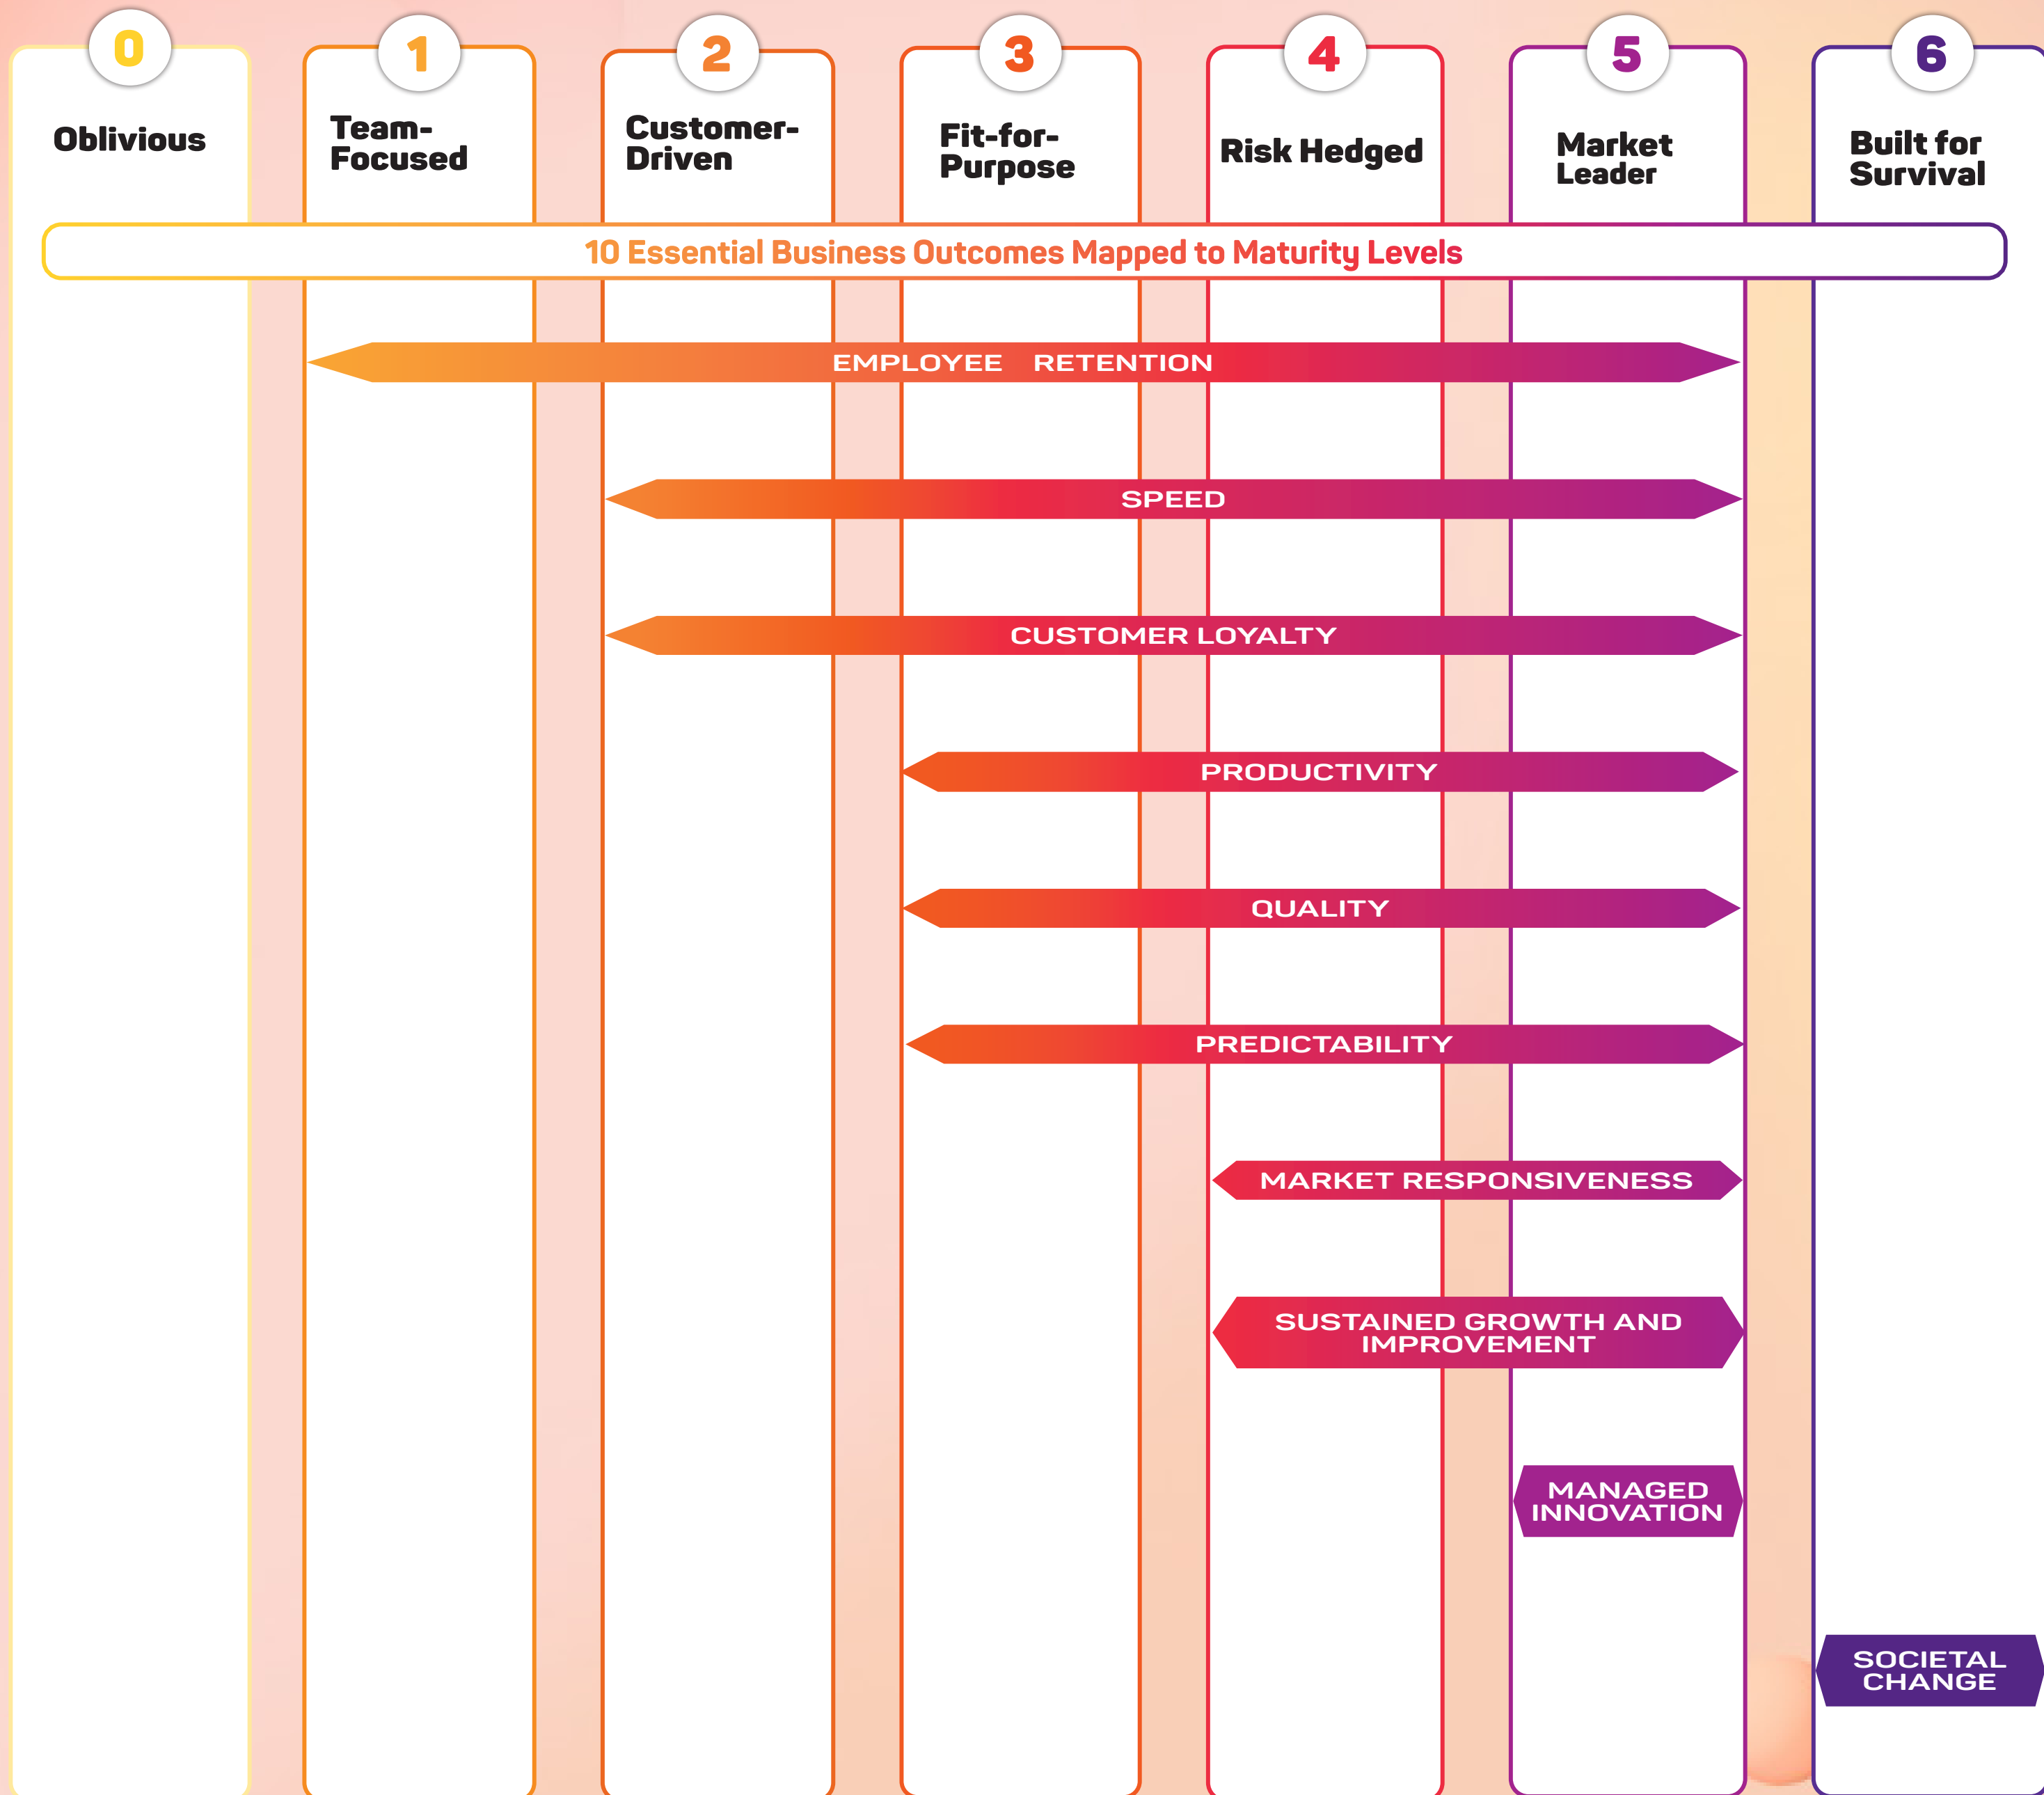 0
1
2
3
4
5
6
Oblivious
Team-
Focused
Customer-
Driven
Fit-for-
Purpose
Risk Hedged
Market
Leader
Built for
Survival
10 Essential Business Outcomes Mapped to Maturity Levels
EMPLOYEE RETENTION
SPEED
CUSTOMER LOYALTY
PRODUCTIVITY
QUALITY
PREDICTABILITY
MARKET RESPONSIVENESS
SUSTAINED GROWTH AND
IMPROVEMENT
MANAGED
INNOVATION
SOCIETAL
CHANGE